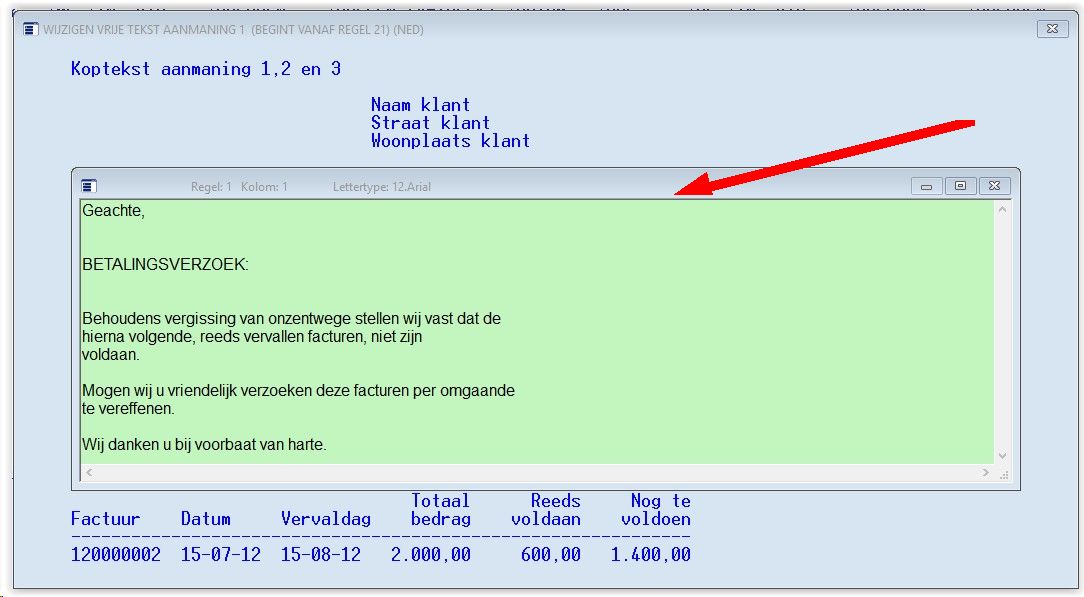 WIJZIGEN VRIJE TEKST AANMANING 1 (BEGINT VANAF REGEL 21) (NED)
Koptekst aanmaning 1,2 en 3
Naam klant
Straat klant
Woonplaats klant
Regel: 1 Kolom: 1 Lettertype: 12.Arial
Geachte,
BETALINGSVERZOEK:
Behoudens vergissing van onzentwege stellen wij vast dat de
hierna volgende, reeds vervallen facturen, niet zijn
voldaan.
Mogen wij u vriendelijk verzoeken deze facturen per omgaande
te vereffenen.
Wij danken u bij voorbaat van harte.
Totaal Reeds Nog te
Factuur Datum Vervaldag bedrag voldaan voldoen
--------------------------------------------------------------
120000002 15-07-12 15-08-12 2.000,00 600,00 1.400,00